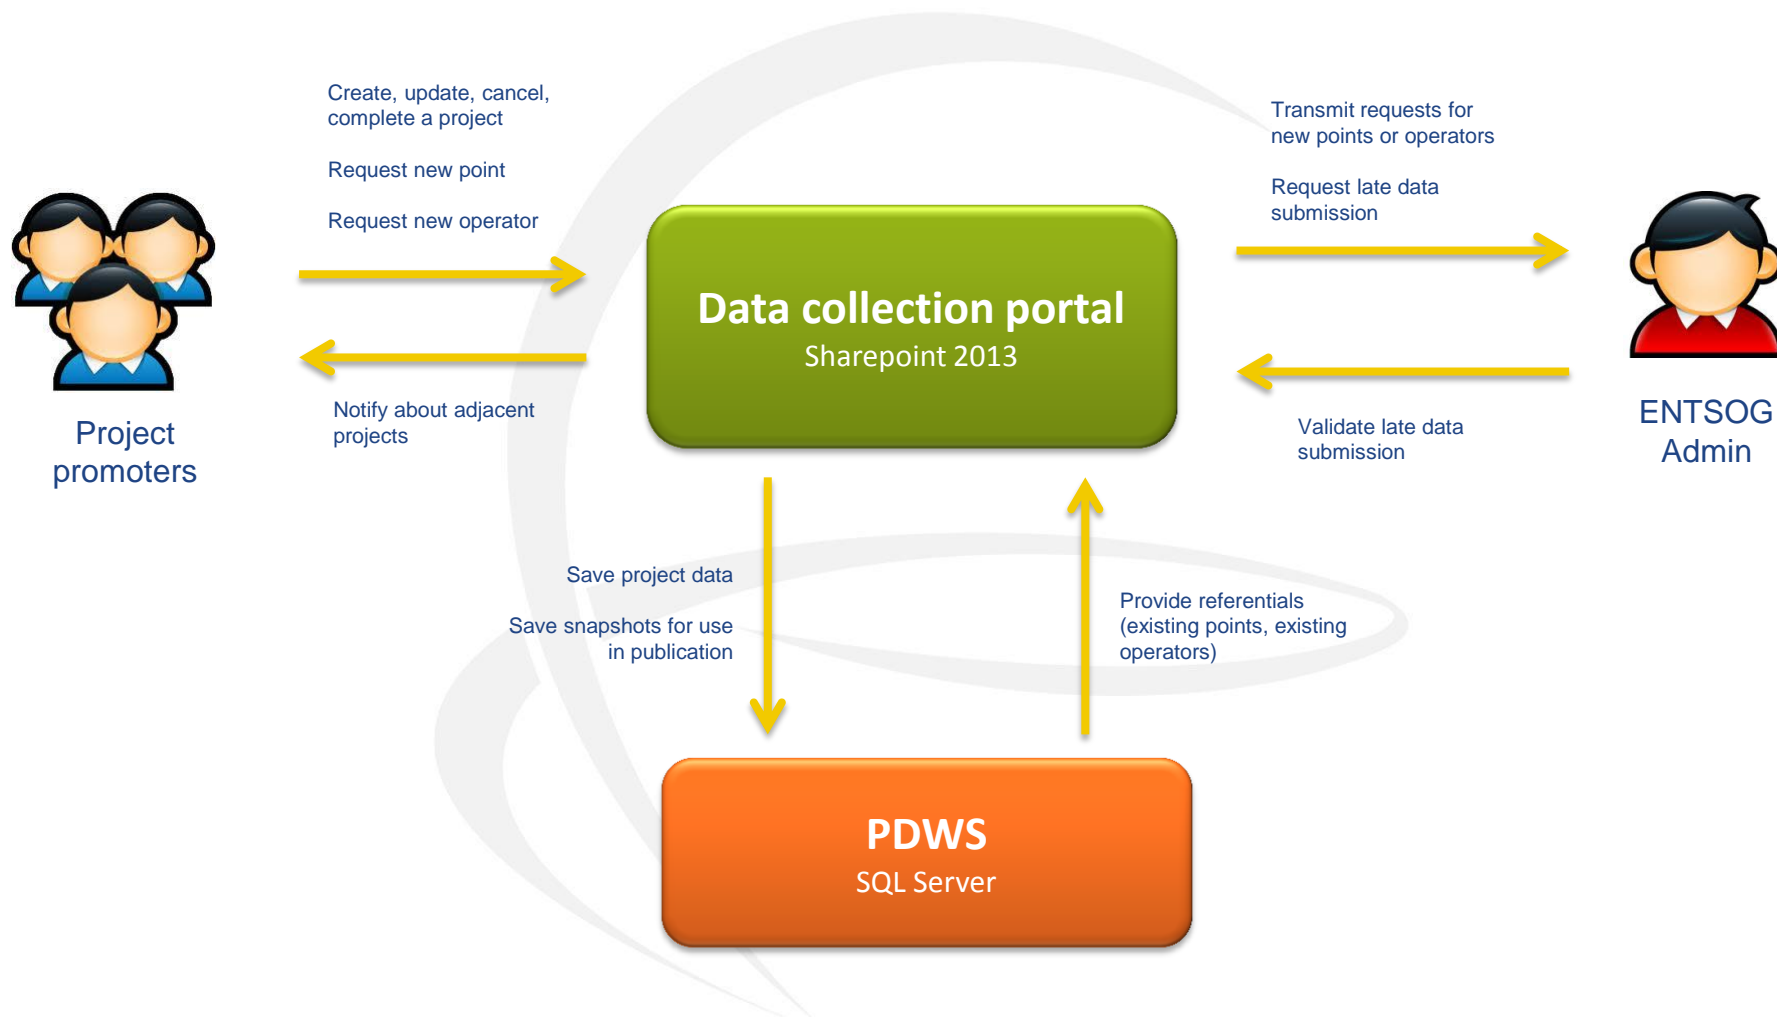 Create, update, cancel,
complete a project
Request new point
Request new operator
Transmit requests for
new points or operators
Request late data
submission
Data collection portal
Sharepoint 2013
Notify about adjacent
projects
Project
promoters
Validate late data
submission
ENTSOG
Admin
Save project data
Save snapshots for use
in publication
Provide referentials
(existing points, existing
operators)
PDWS
SQL Server